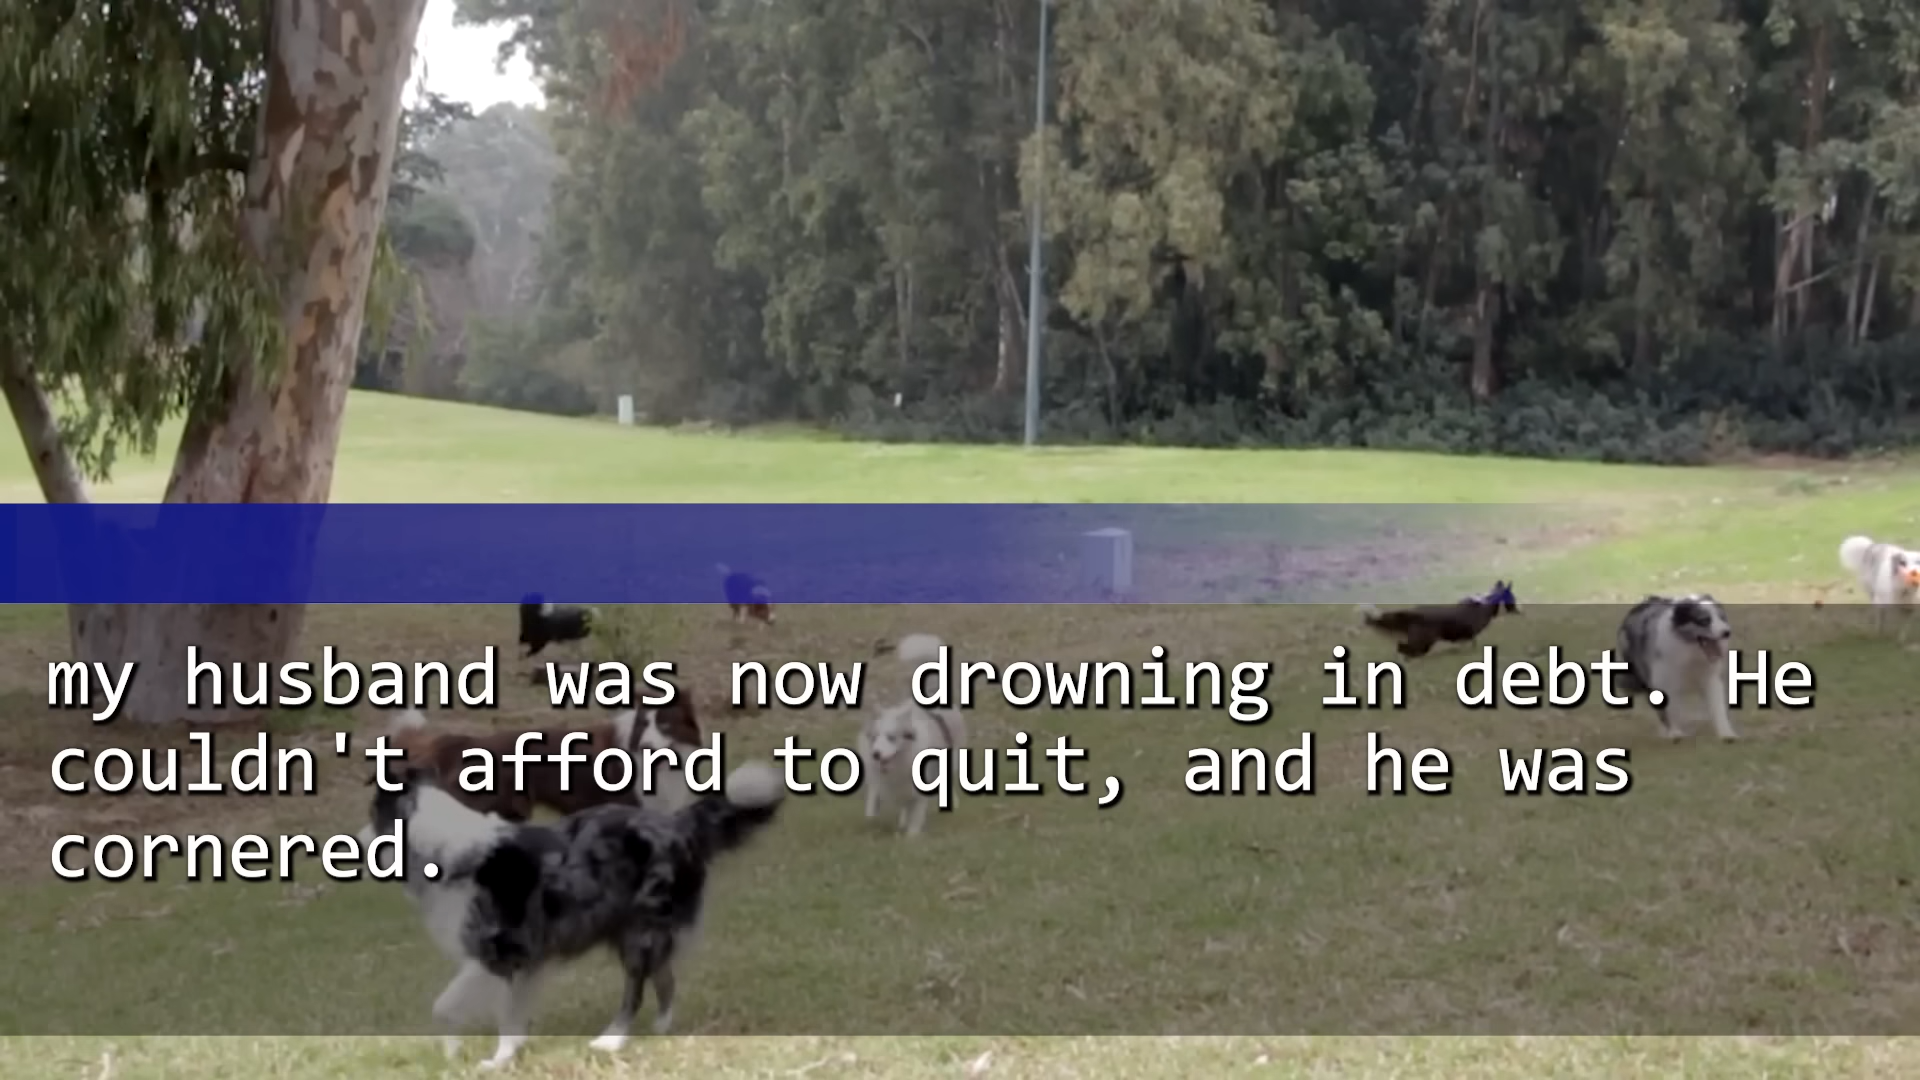 my husband was now drowning in debt. He
couldn't afford to quit, and he was
cornered.